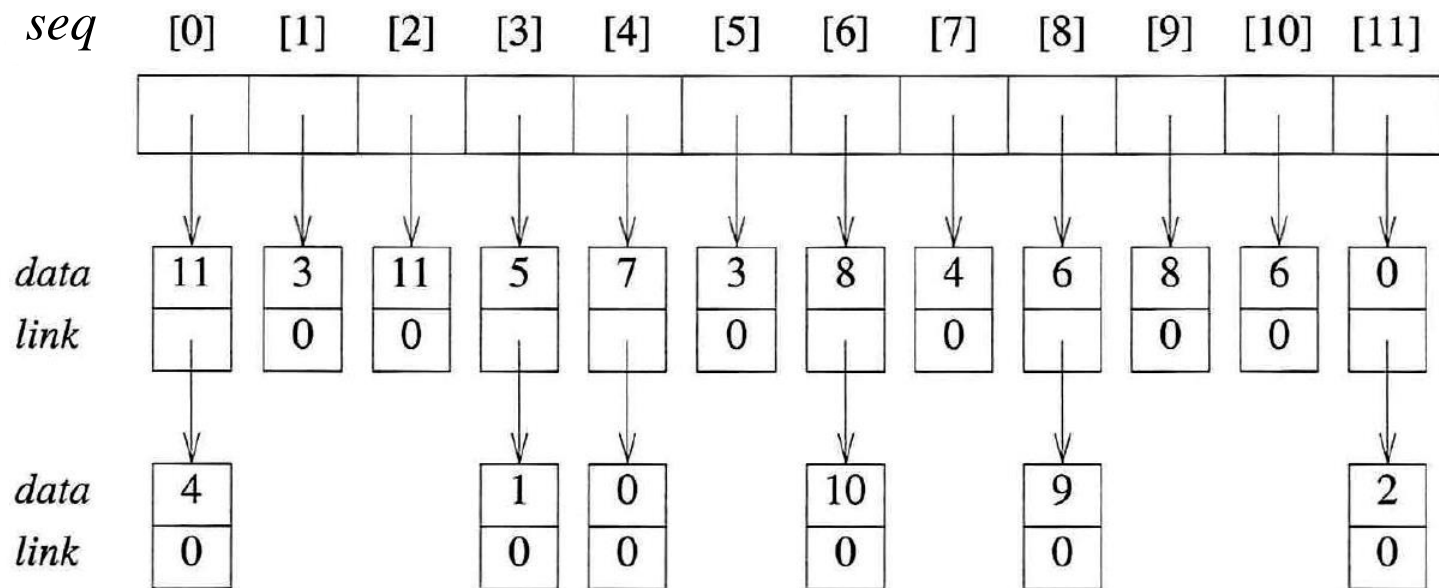 seq [0] [1] [2] [3] [4] [5] [6] [7] [8] [9] [10] [11]
data 11 3 11 5 7 3 8 4 6 8 6 0
link 0 0 0 0 0 0
data 4 1 0 10 9 2
link 0 0 0 0 0 0